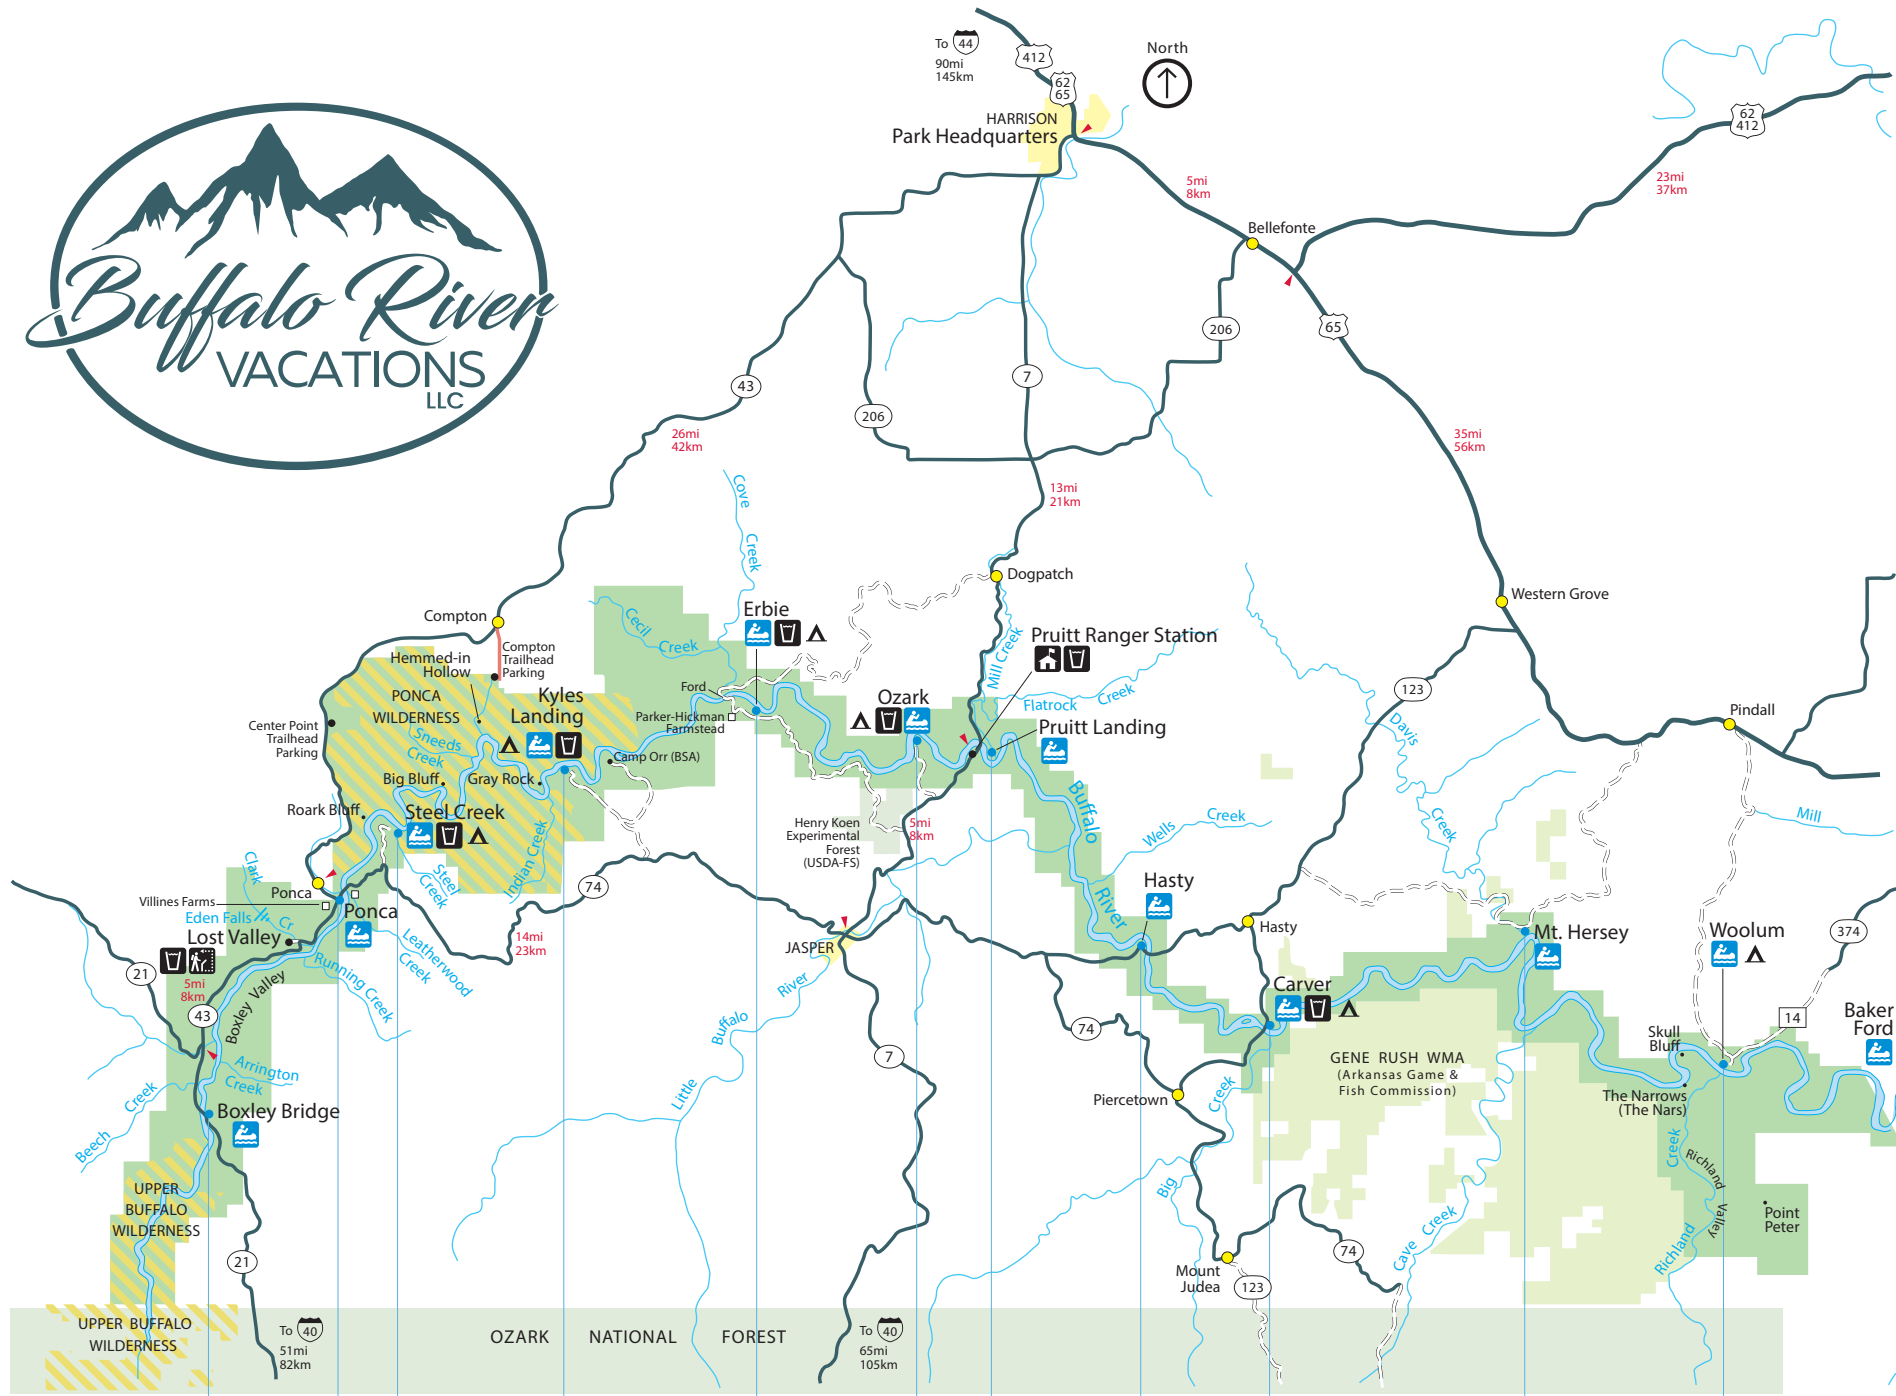 To 44
90mi
145km
412
62
65
North
HARRISON
Park Headquarters
62
412
Buffalo River
VACATIONS
LLC
5mi
8km
23mi
37km
Bellefonte
206
65
43
7
206
26mi
42km
35mi
56km
13mi
21km
Cove
Creek
Dogpatch
Western Grove
Compton
Compton
Trailhead
Parking
Hemmed-in
Hollow
PONCA
WILDERNESS
Kyles
Landing
Cecil
Creek
Erbie
Ford
Parker-Hickman
Farmstead
Mill Creek
Pruitt Ranger Station
Flatrock
Creek
Ozark
Pruitt Landing
123
Davis
Creek
Pindall
Center Point
Trailhead
Parking
Sneeds
Creek
Big Bluff
Gray Rock
Camp Orr (BSA)
Roark Bluff
Steel Creek
Steel
Creek
Indian Creek
Henry Koen
Experimental
Forest
(USDA-FS)
5mi
8km
Buffalo
River
Wells
Creek
Mill
Clark
Cr
Ponca
Villines Farms
Eden Falls
Ponca
Lost Valley
74
14mi
23km
Leatherwood
Creek
Running Creek
JASPER
Hasty
Hasty
Mt. Hersey
Woolum
374
21
5mi
8km
43
Boxley Valley
River
Buffalo
Little
Carver
74
7
14
Baker
Ford
Skull
Bluff
Arrington
Creek
Beech
Creek
Boxley Bridge
Piercetown
Creek
Big
GENE RUSH WMA
(Arkansas Game &
Fish Commission)
The Narrows
(The Nars)
Creek
Richland
Richland
Valley
Point
Peter
UPPER
BUFFALO
WILDERNESS
21
Mount
Judea
123
74
Cave Creek
UPPER BUFFALO
WILDERNESS
To 40
51mi
82km
OZARK NATIONAL FOREST
To 40
65mi
105km